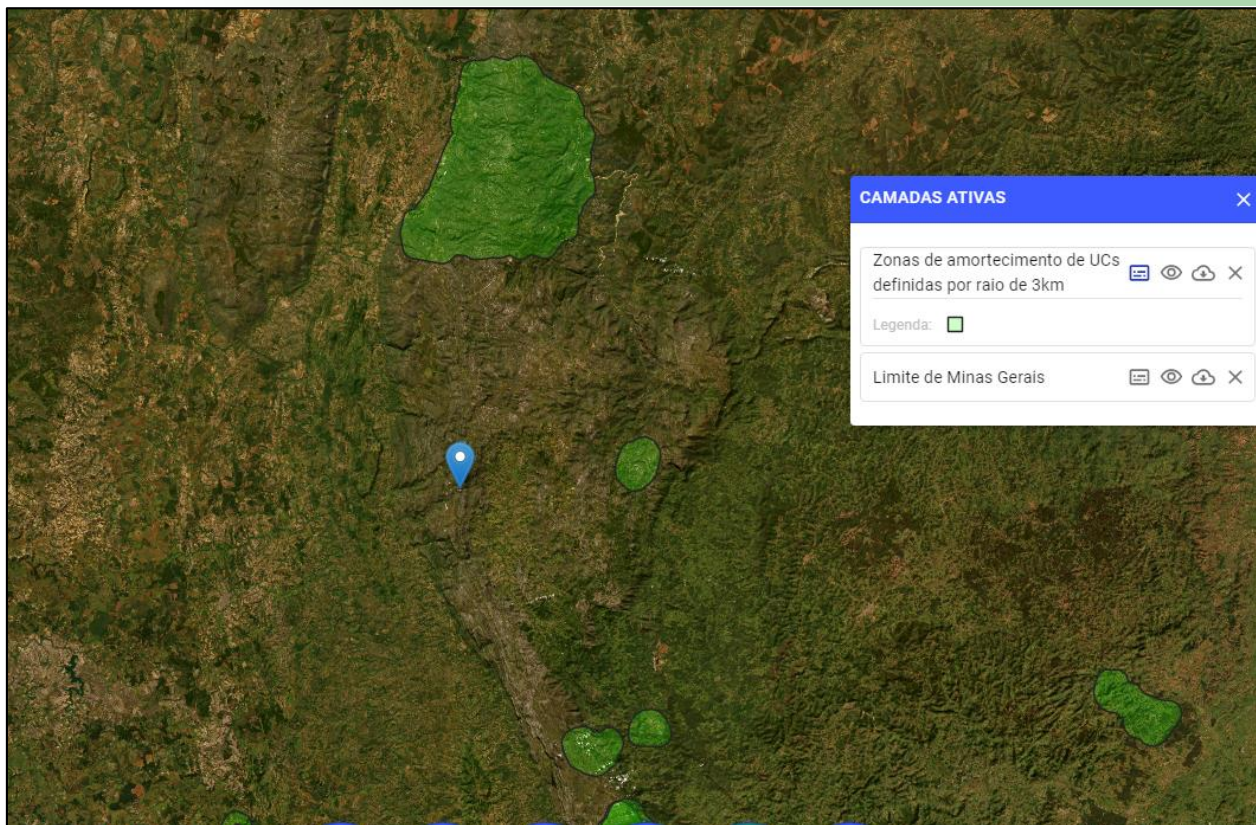 CAMADAS ATIVAS
Zonas de amortecimento de UCs
definidas por raio de 3km
Legenda:
Limite de Minas Gerais